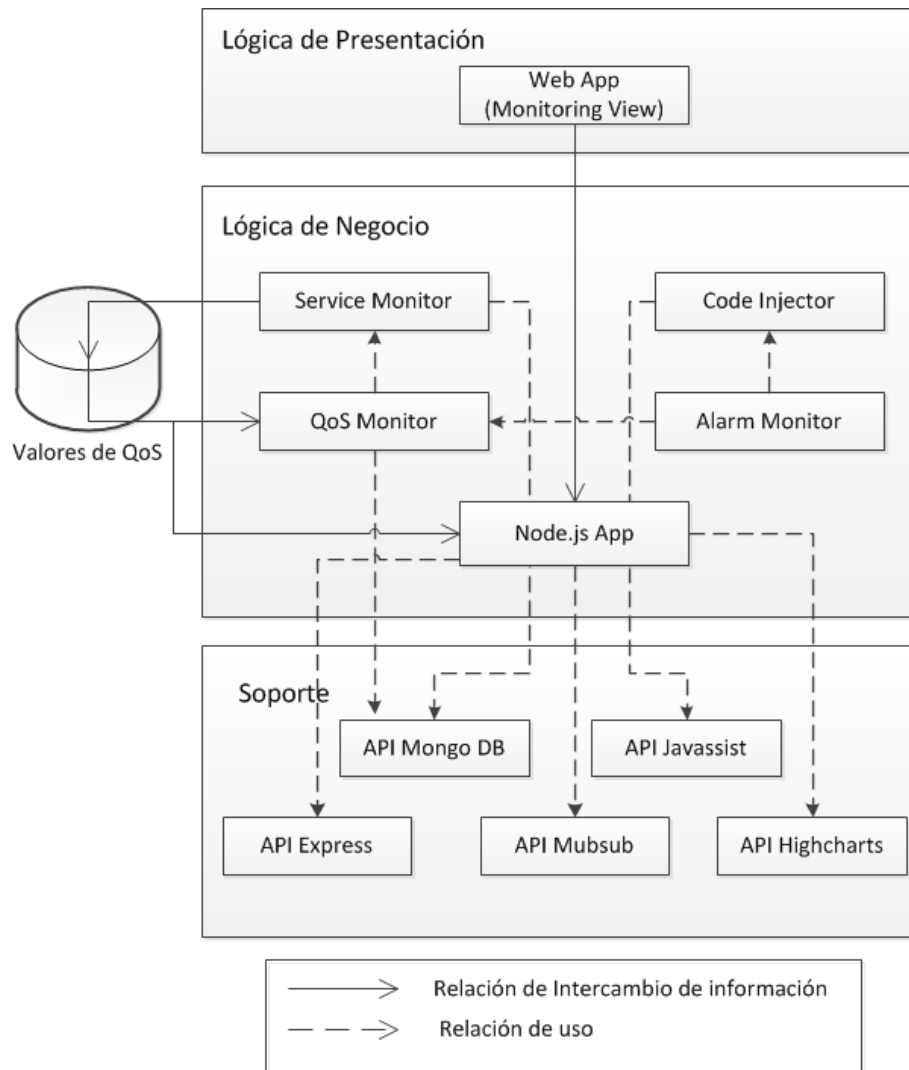 Lógica de Presentación
Web App
(Monitoring View)
Lógica de Negocio
Service Monitor
Code Injector
QoS Monitor
Alarm Monitor
Valores de QoS
Node.js App
Soporte
API Mongo DB
API Javassist
API Express
API Mubsub
API Highcharts
Relación de Intercambio de información
Relación de uso